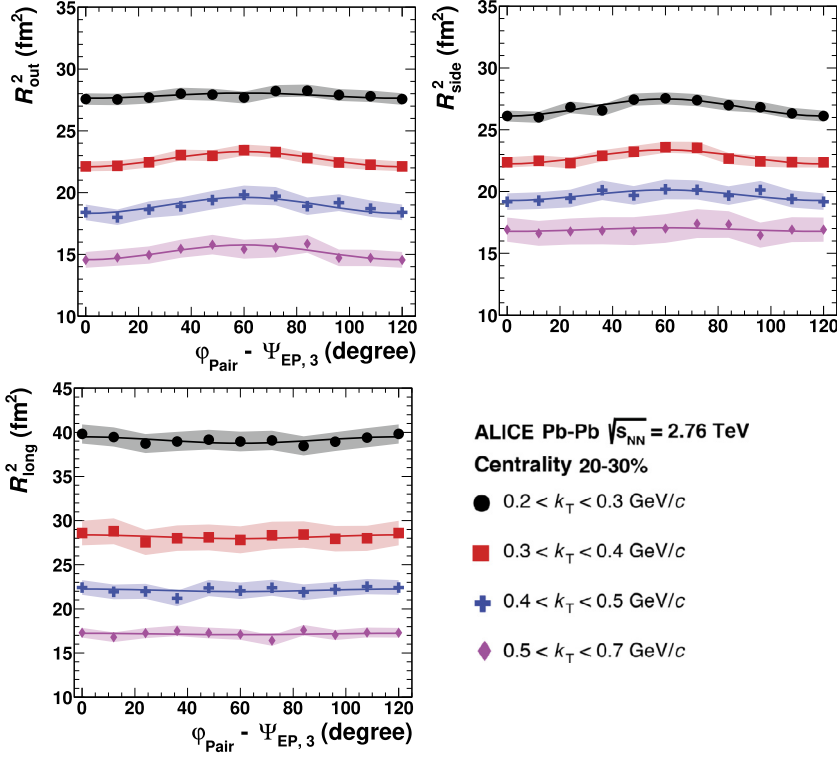 R²out (fm²)
35
30
25
20
15
10
0 20 40 60 80 100 120
φPair - ΨEP, 3 (degree)
R²side (fm²)
35
30
25
20
15
10
0 20 40 60 80 100 120
R²long (fm²)
45
40
35
30
25
20
15
10
0 20 40 60 80 100 120
φPair - ΨEP, 3 (degree)
ALICE Pb-Pb √sNN = 2.76 TeV
Centrality 20-30%
0.2 < kT < 0.3 GeV/c
0.3 < kT < 0.4 GeV/c
0.4 < kT < 0.5 GeV/c
0.5 < kT < 0.7 GeV/c